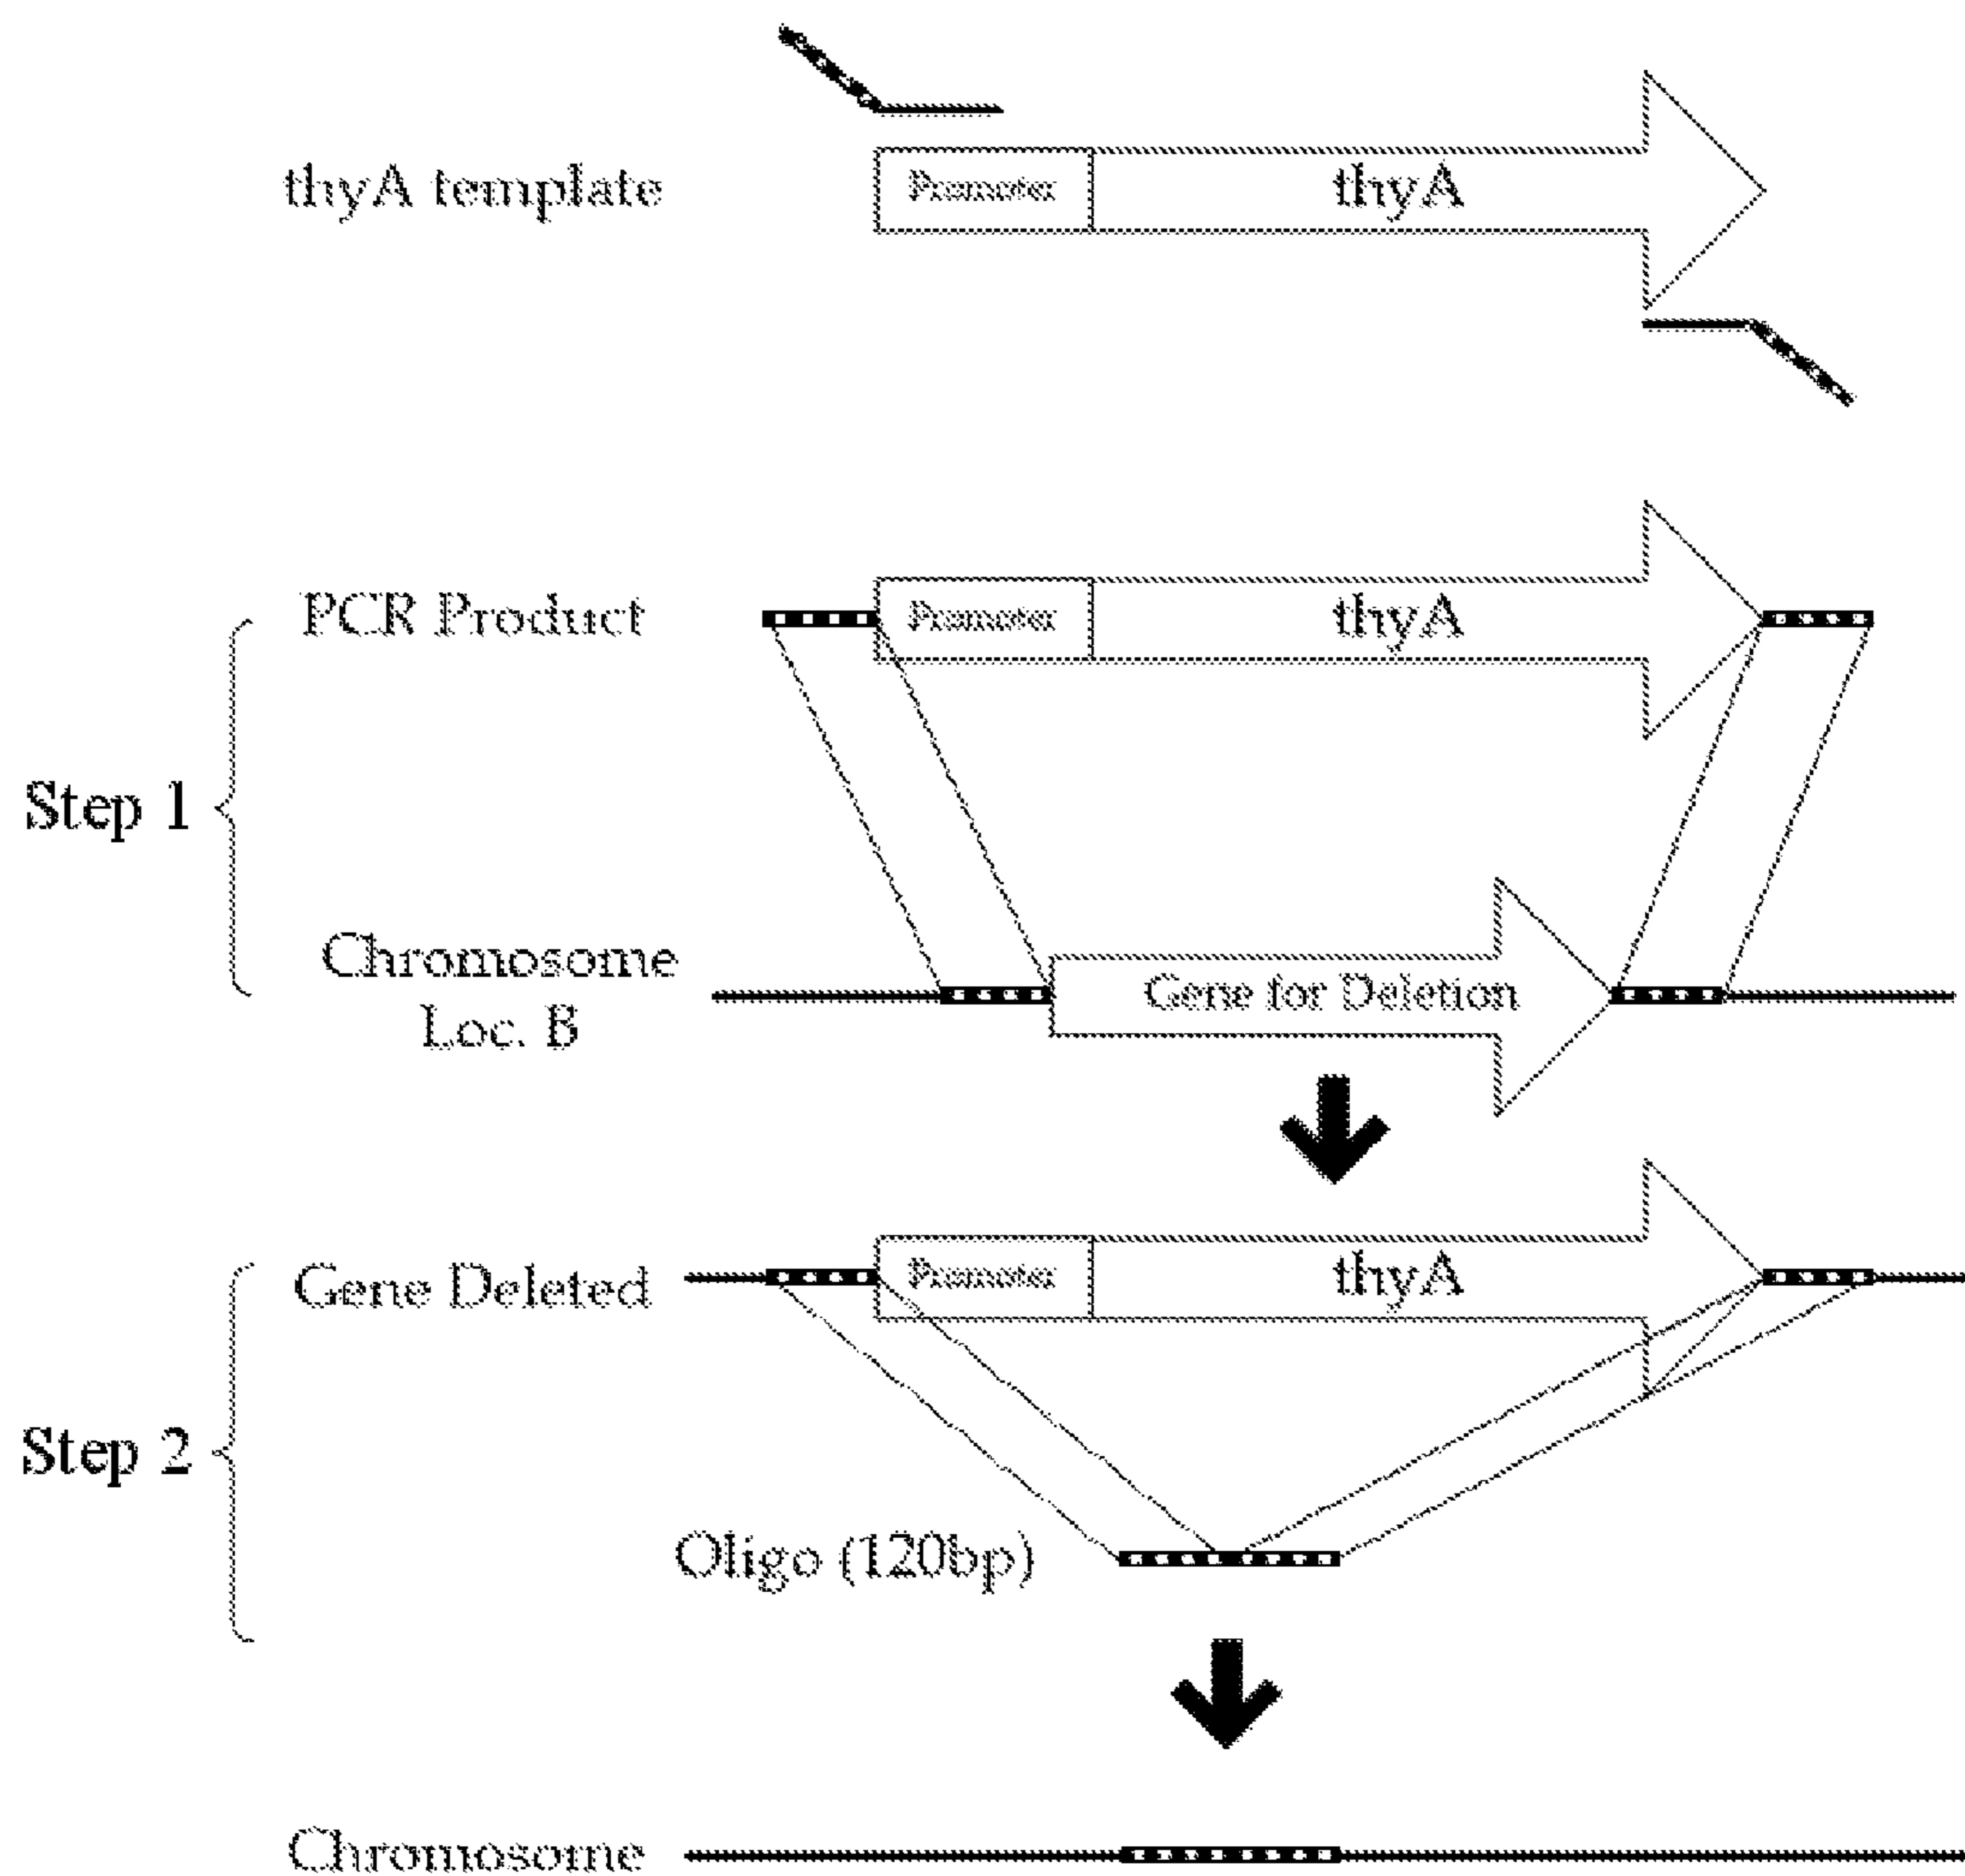 thyA template
Promoter
thyA
PCR Product
Promoter
thyA
Step 1
Chromosome
Loc. B
Gene for Deletion
Gene Deleted
Promoter
thyA
Step 2
Oligo (120bp)
Chromosome